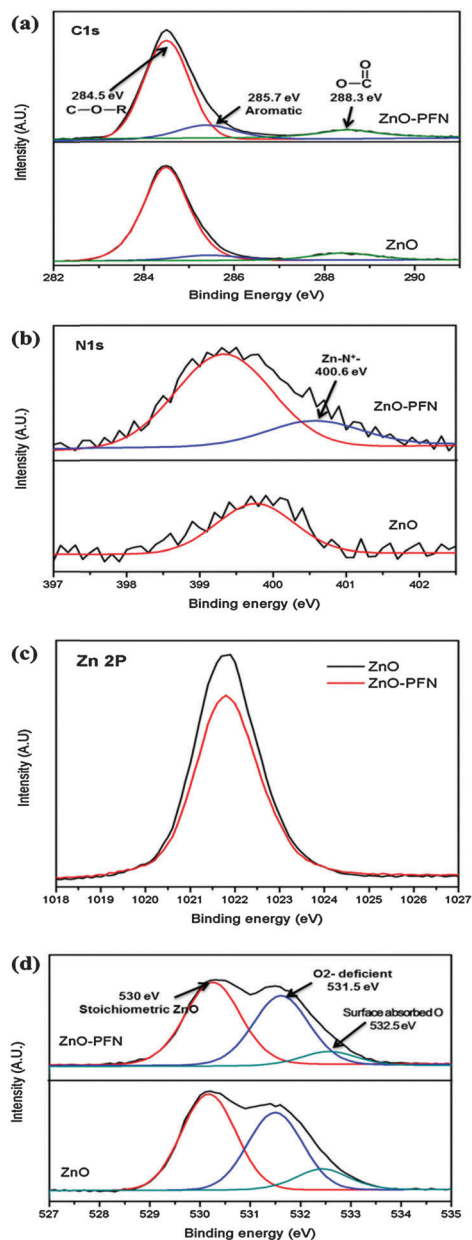 (a)
C1s
284.5 eV
C—O—R
285.7 eV
Aromatic
O
O—C
288.3 eV
ZnO-PFN
ZnO
Intensity (A.U.)
282 284 286 288 290
Binding Energy (eV)
(b)
N1s
Zn-N⁺-
400.6 eV
ZnO-PFN
ZnO
Intensity (A.U.)
397 398 399 400 401 402
Binding energy (eV)
(c)
Zn 2P
ZnO
ZnO-PFN
Intensity (A.U)
1018 1019 1020 1021 1022 1023 1024 1025 1026 1027
Binding energy (eV)
(d)
530 eV
Stoichiometric ZnO
O2- deficient
531.5 eV
Surface absorbed O
532.5eV
ZnO-PFN
ZnO
Intensity (A.U.)
527 528 529 530 531 532 533 534 535
Binding energy (eV)